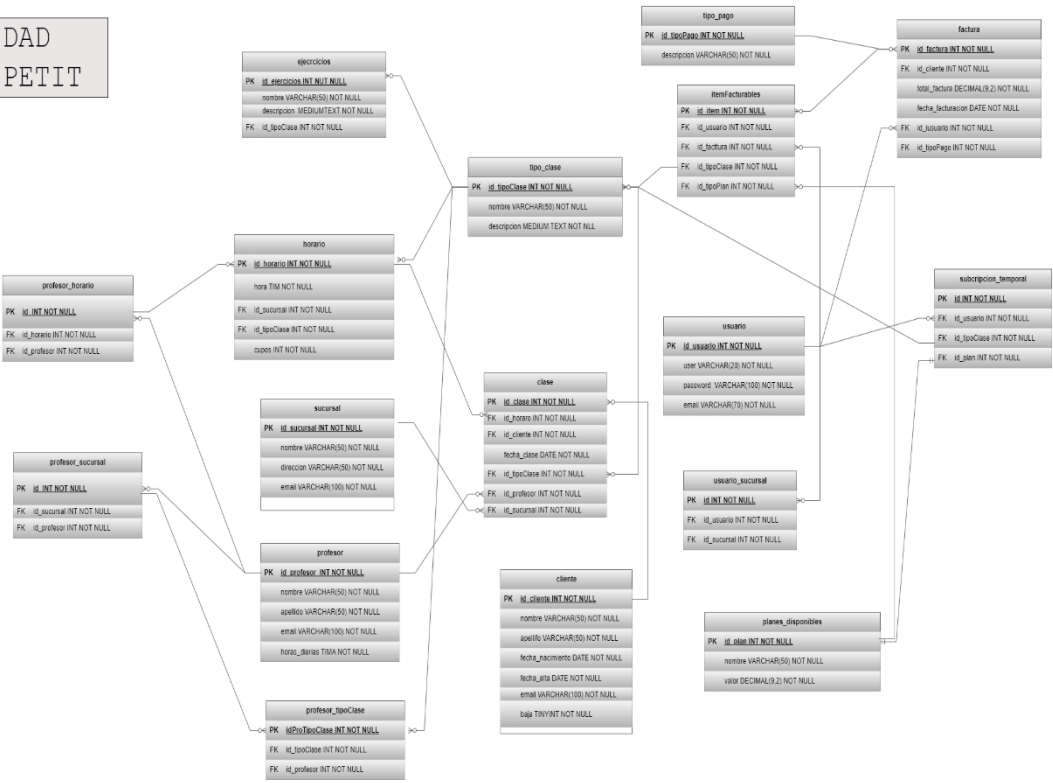 DAD
PETIT
tipo_pago
PK id_tipoPago INT NOT NULL
descripcion VARCHAR(50) NOT NULL
factura
PK id_factura INT NOT NULL
FK id_cliente INT NOT NULL
total_factura DECIMAL(9,2) NOT NULL
fecha_facturacion DATE NOT NULL
FK id_iusuario INT NOT NULL
FK id_tipoPago INT NOT NULL
ejecrcicios
PK id_ejercicios INT NUT NULL
nombre VARCHAR(50) NOT NULL
descripcion MEDIUMTEXT NOT NULL
FK id_tipoClase INT NOT NULL
itemFacturables
PK id_item INT NOT NULL
FK id_usuario INT NOT NULL
FK id_facttura INT NOT NULL
FK id_tipoClase INT NOT NULL
FK id_tipoPlan INT NOT NULL
tipo_clase
PK id_tipoClase INT NOT NULL
nombre VARCHAR(50) NOT NULL
descripcion MEDIUM TEXT NOT NLL
horario
PK id_horario INT NOT NULL
hora TIM NOT NULL
FK id_sucursal INT NOT NULL
FK id_tipoClase INT NOT NULL
cupos INT NOT NULL
profesor_horario
PK id INT NOT NULL
FK id_horario INT NOT NULL
FK id_profesor INT NOT NULL
subcripcion_temporal
PK id INT NOT NULL
FK id_usuario INT NOT NULL
FK id_tipoClase INT NOT NULL
FK id_plan INT NOT NULL
usuario
PK id_usuario INT NOT NULL
user VARCHAR(20) NOT NULL
password VARCHAR(100) NOT NULL
email VARCHAR(70) NOT NULL
clase
PK id_clase INT NOT NULL
FK id_horaro INT NOT NULL
FK id_cliente INT NOT NULL
fecha_clase DATE NOT NULL
FK id_tipoClase INT NOT NULL
FK id_profesor INT NOT NULL
FK id_sucursal INT NOT NULL
sucursal
PK id_sucursal INT NOT NULL
nombre VARCHAR(50) NOT NULL
direccion VARCHAR(50) NOT NULL
email VARCHAR(100) NOT NULL
profesor_sucursal
PK id INT NOT NULL
FK id_sucursal INT NOT NULL
FK id_profesor INT NOT NULL
usuario_sucursal
PK id INT NOT NULL
FK id_usuario INT NOT NULL
FK id_sucursal INT NOT NULL
profesor
PK id_profesor INT NOT NULL
nombre VARCHAR(50) NOT NULL
apellido VARCHAR(50) NOT NULL
email VARCHAR(100) NOT NULL
horas_diarias TIMA NOT NULL
cliente
PK id_cliente INT NOT NULL
nombre VARCHAR(50) NOT NULL
apellifo VARCHAR(50) NOT NULL
fecha_nacimiento DATE NOT NULL
fecha_alta DATE NOT NULL
email VARCHAR(100) NOT NULL
baja TINYINT NOT NULL
planes_disponibles
PK id_plan INT NOT NULL
nombre VARCHAR(50) NOT NULL
valor DECIMAL(9,2) NOT NULL
profesor_tipoClase
PK idProTipoClase INT NOT NULL
FK id_tipoClase INT NOT NULL
FK id_profesor INT NOT NULL